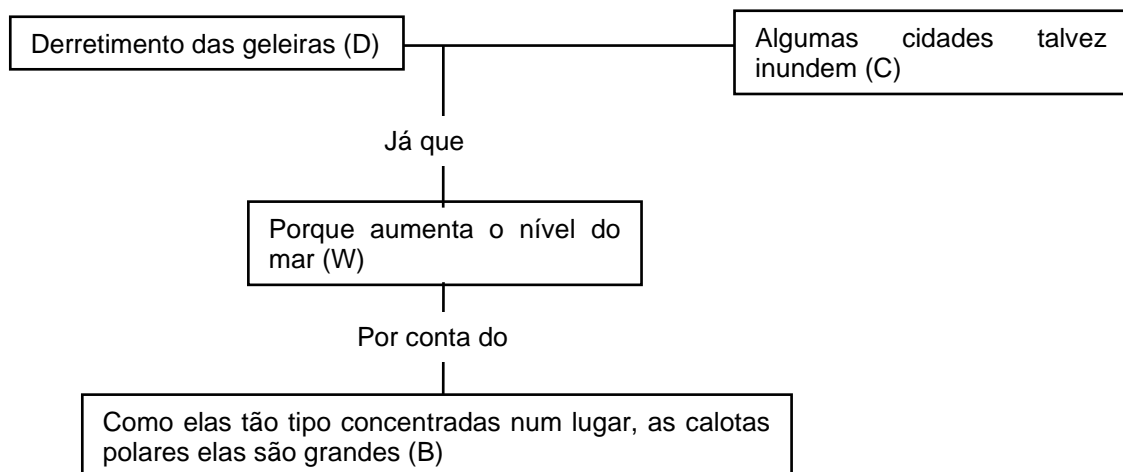 Derretimento das geleiras (D)
Algumas cidades talvez
inundem (C)
Já que
Porque aumenta o nível do
mar (W)
Por conta do
Como elas tão tipo concentradas num lugar, as calotas
polares elas são grandes (B)